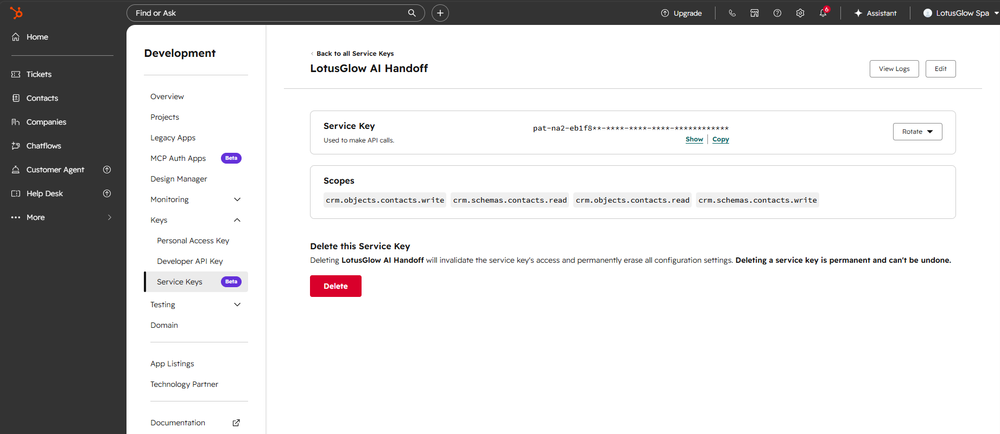 Find or Ask
Upgrade
6
Assistant
LotusGlow Spa
Home
Tickets
Contacts
Companies
Chatflows
Customer Agent
Help Desk
More
Development
Overview
Projects
Legacy Apps
MCP Auth Apps Beta
Design Manager
Monitoring
Keys
Personal Access Key
Developer API Key
Service Keys Beta
Testing
Domain
App Listings
Technology Partner
Documentation
Back to all Service Keys
LotusGlow AI Handoff
View Logs
Edit
Service Key
Used to make API calls.
pat-na2-eb1f8**-****-****-****-************
Show
Copy
Rotate
Scopes
crm.objects.contacts.write crm.schemas.contacts.read crm.objects.contacts.read crm.schemas.contacts.write
Delete this Service Key
Deleting LotusGlow AI Handoff will invalidate the service key's access and permanently erase all configuration settings. Deleting a service key is permanent and can't be undone.
Delete